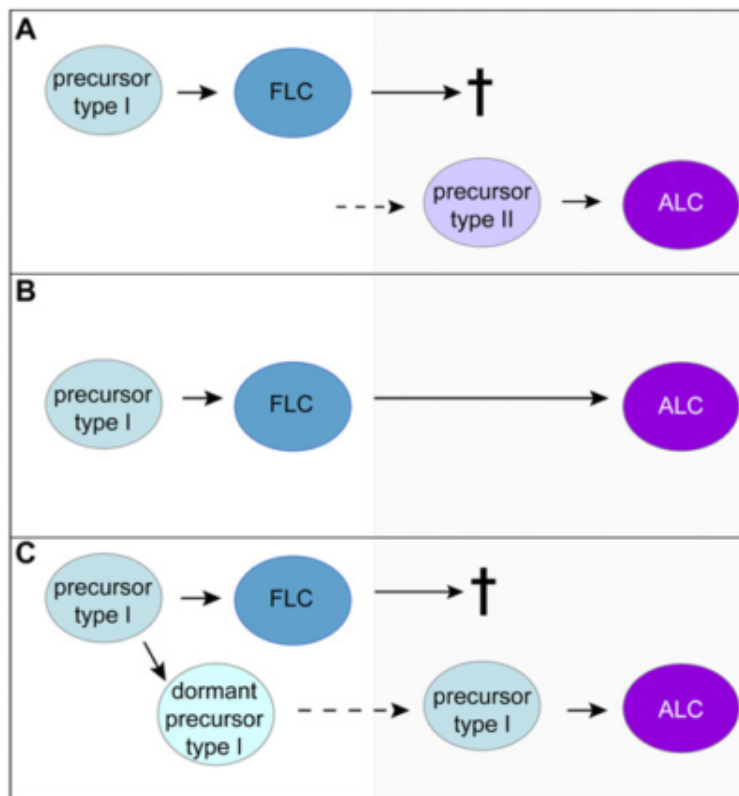 A
precursor
type I
FLC
precursor
type II
ALC
B
precursor
type I
FLC
ALC
C
precursor
type I
FLC
dormant
precursor
type I
precursor
type I
ALC